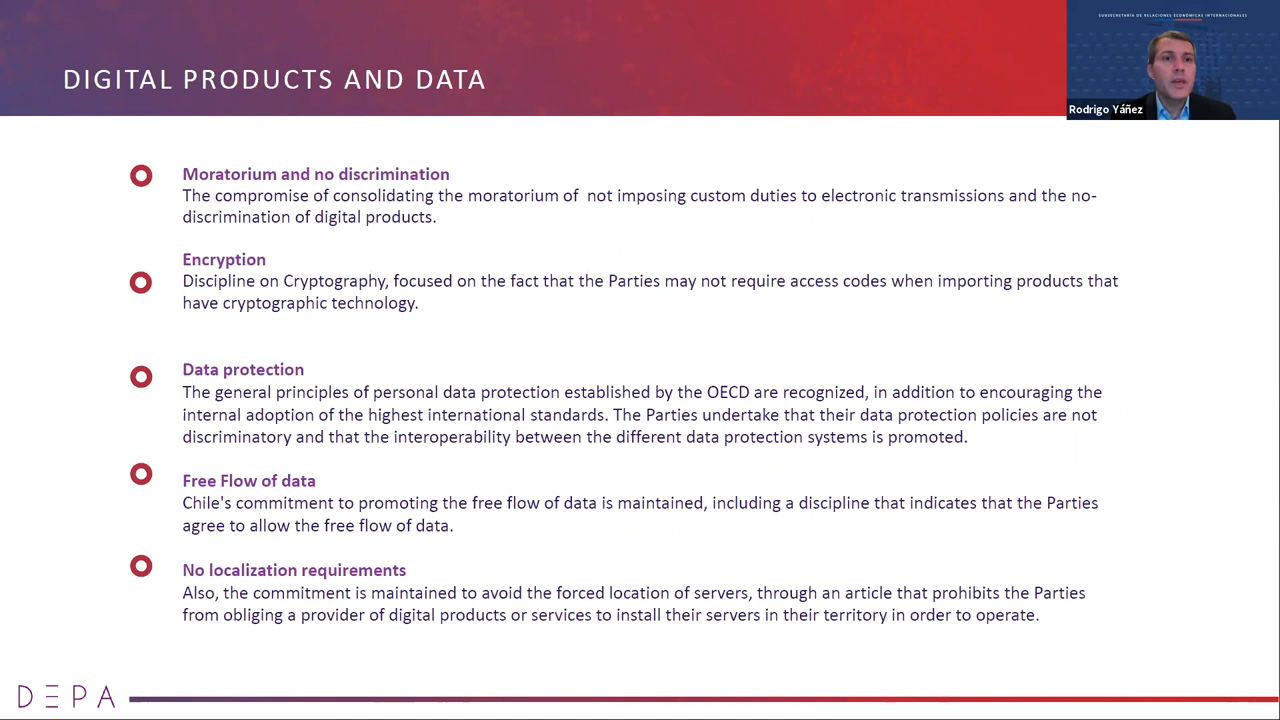 SUBSECRETARÍA DE RELACIONES ECONÓMICAS INTERNACIONALES
DIGITAL PRODUCTS AND DATA
Rodrigo Yáñez
Moratorium and no discrimination
The compromise of consolidating the moratorium of  not imposing custom duties to electronic transmissions and the no-
discrimination of digital products.
Encryption
Discipline on Cryptography, focused on the fact that the Parties may not require access codes when importing products that
have cryptographic technology.
Data protection
The general principles of personal data protection established by the OECD are recognized, in addition to encouraging the
internal adoption of the highest international standards. The Parties undertake that their data protection policies are not
discriminatory and that the interoperability between the different data protection systems is promoted.
Free Flow of data
Chile's commitment to promoting the free flow of data is maintained, including a discipline that indicates that the Parties
agree to allow the free flow of data.
No localization requirements
Also, the commitment is maintained to avoid the forced location of servers, through an article that prohibits the Parties
from obliging a provider of digital products or services to install their servers in their territory in order to operate.
DEPA